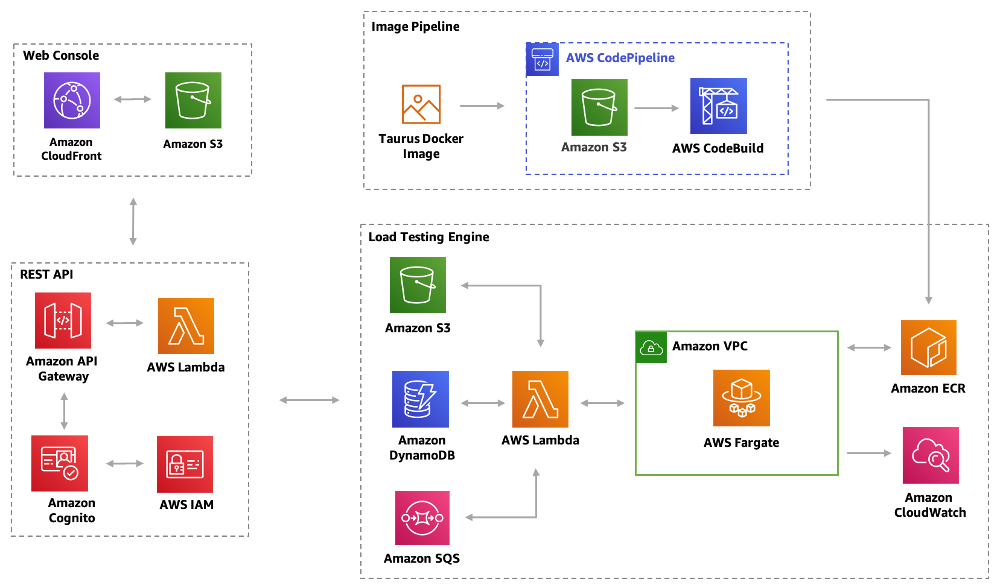 Web Console
Amazon
CloudFront
Amazon S3
Image Pipeline
Taurus Docker
Image
AWS CodePipeline
Amazon S3
AWS CodeBuild
REST API
Amazon API
Gateway
AWS Lambda
Amazon
Cognito
AWS IAM
Load Testing Engine
Amazon S3
Amazon
DynamoDB
AWS Lambda
Amazon SQS
Amazon VPC
AWS Fargate
Amazon ECR
Amazon
CloudWatch